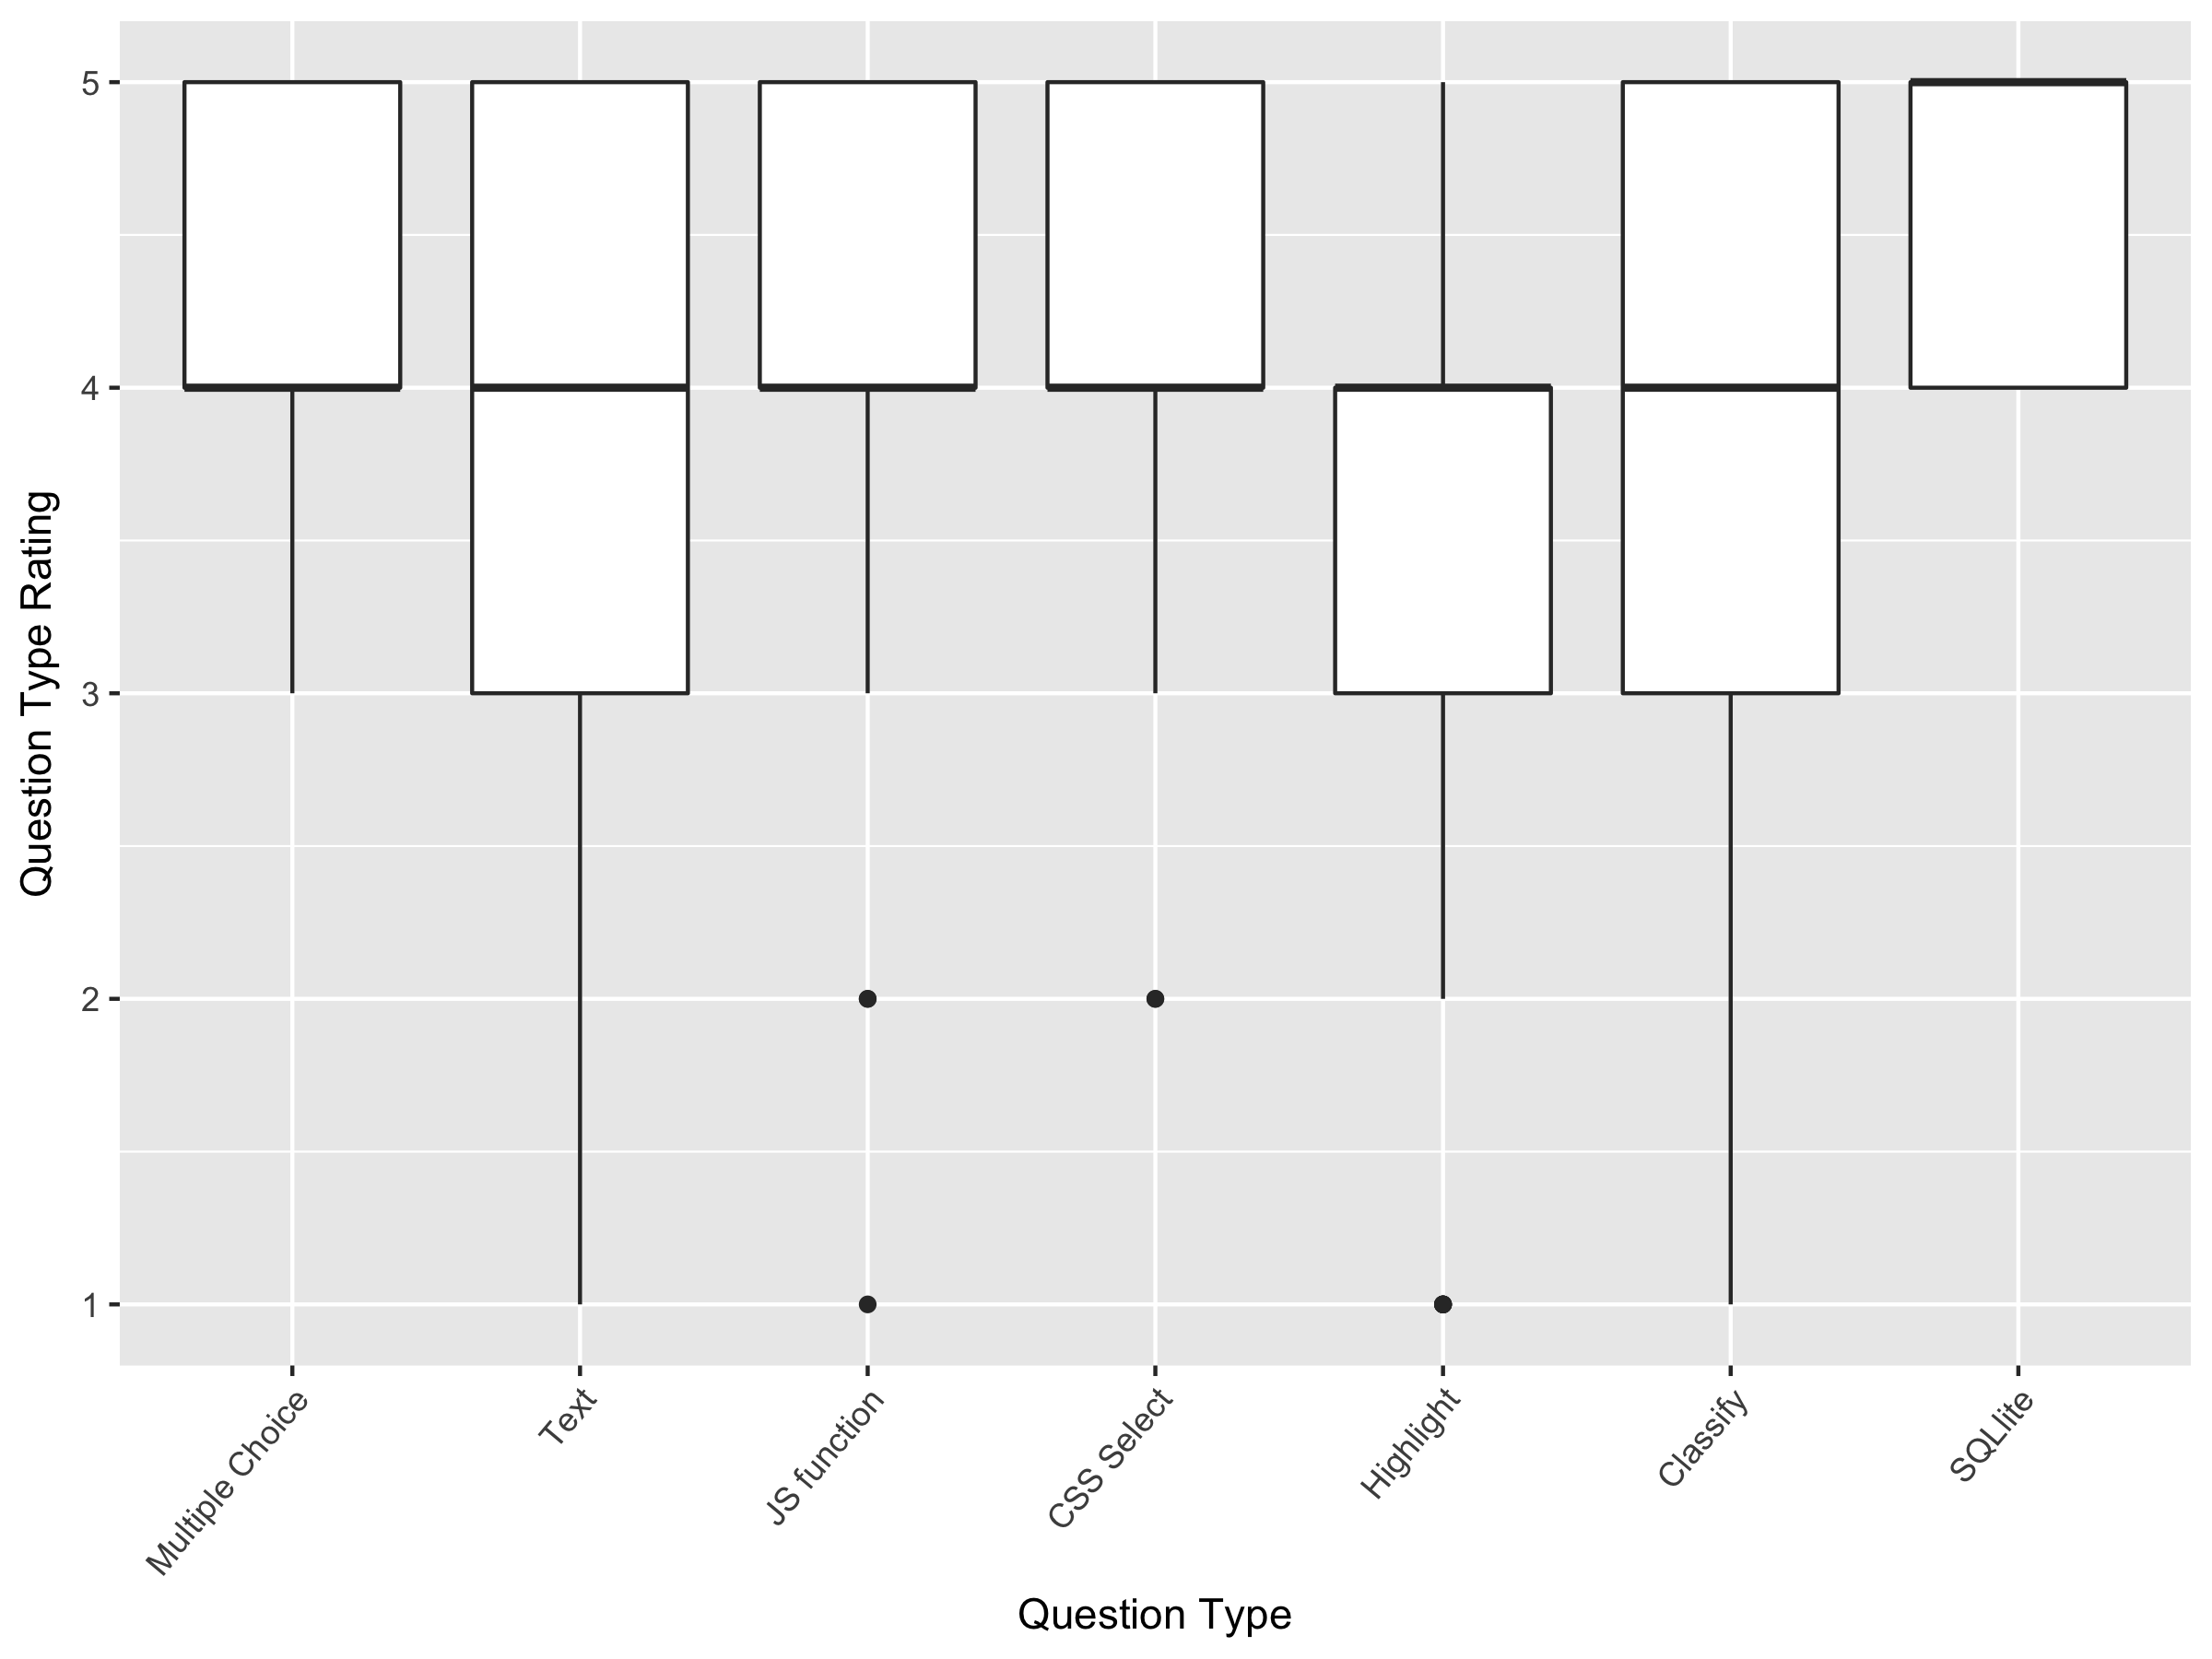 Question Type Rating
5
4
3
2
1
Multiple Choice
Text
JS function
CSS Select
Highlight
Classify
SQLlite
Question Type